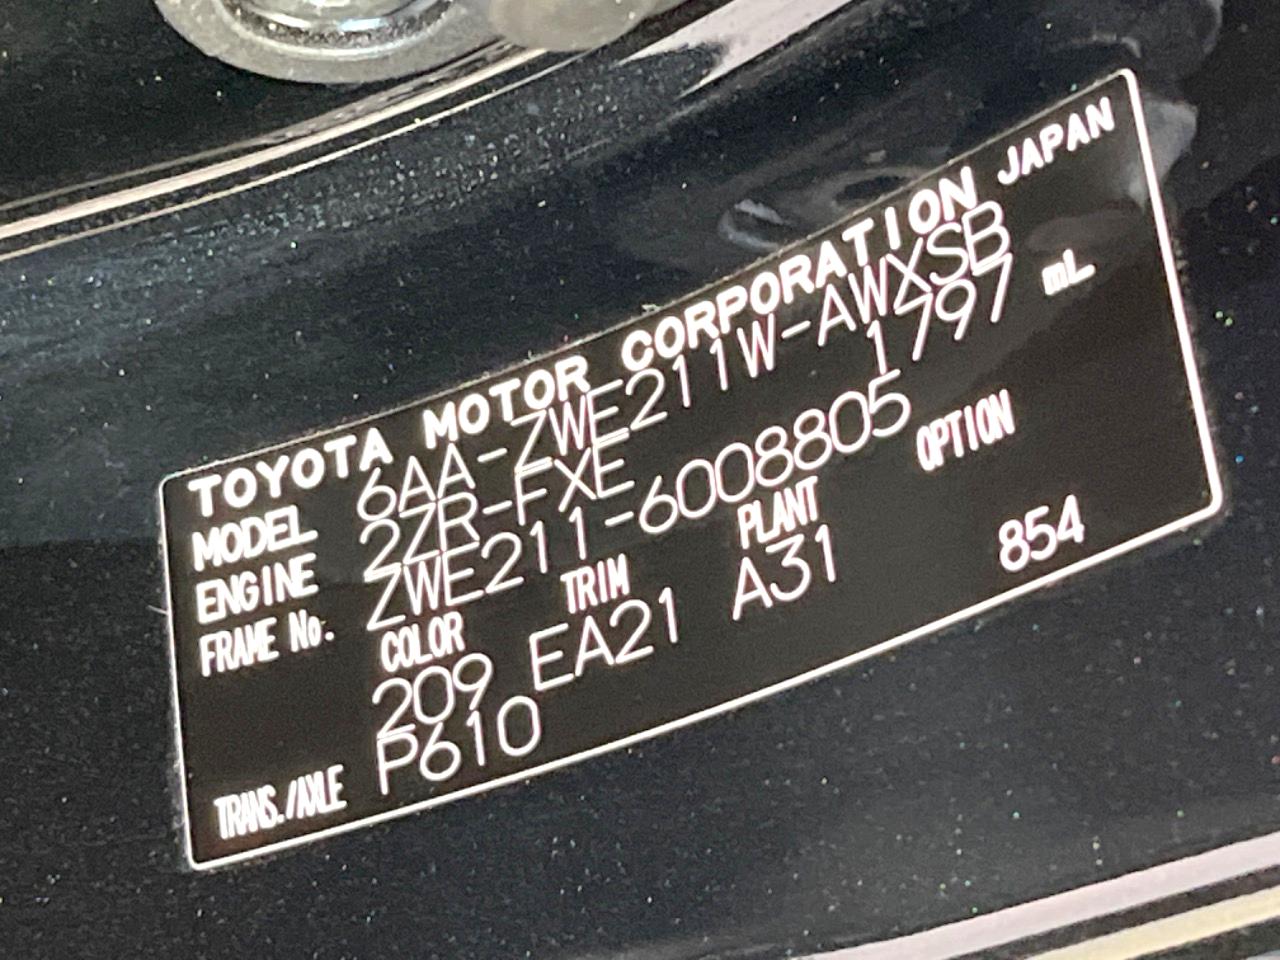 TOYOTA MOTOR CORPORATION JAPAN
MODEL 6AA-ZWE211W-AWXSB
ENGINE 2ZR-FXE 1797 mL
FRAME No. ZWE211-6008805
COLOR TRIM PLANT OPTION
209 EA21 A31 854
TRANS./AXLE P610